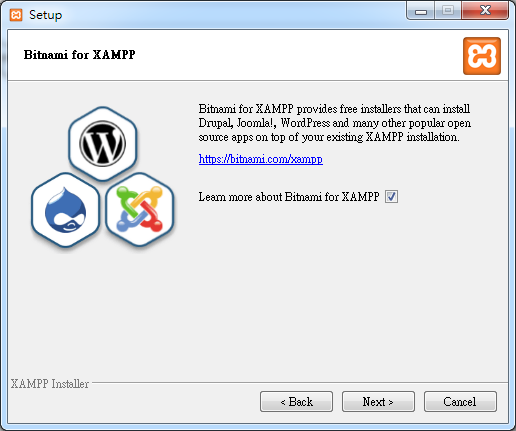 Setup
Bitnami for XAMPP
Bitnami for XAMPP provides free installers that can install
Drupal, Joomla!, WordPress and many other popular open
source apps on top of your existing XAMPP installation.
https://bitnami.com/xampp
Learn more about Bitnami for XAMPP
XAMPP Installer
< Back
Next >
Cancel